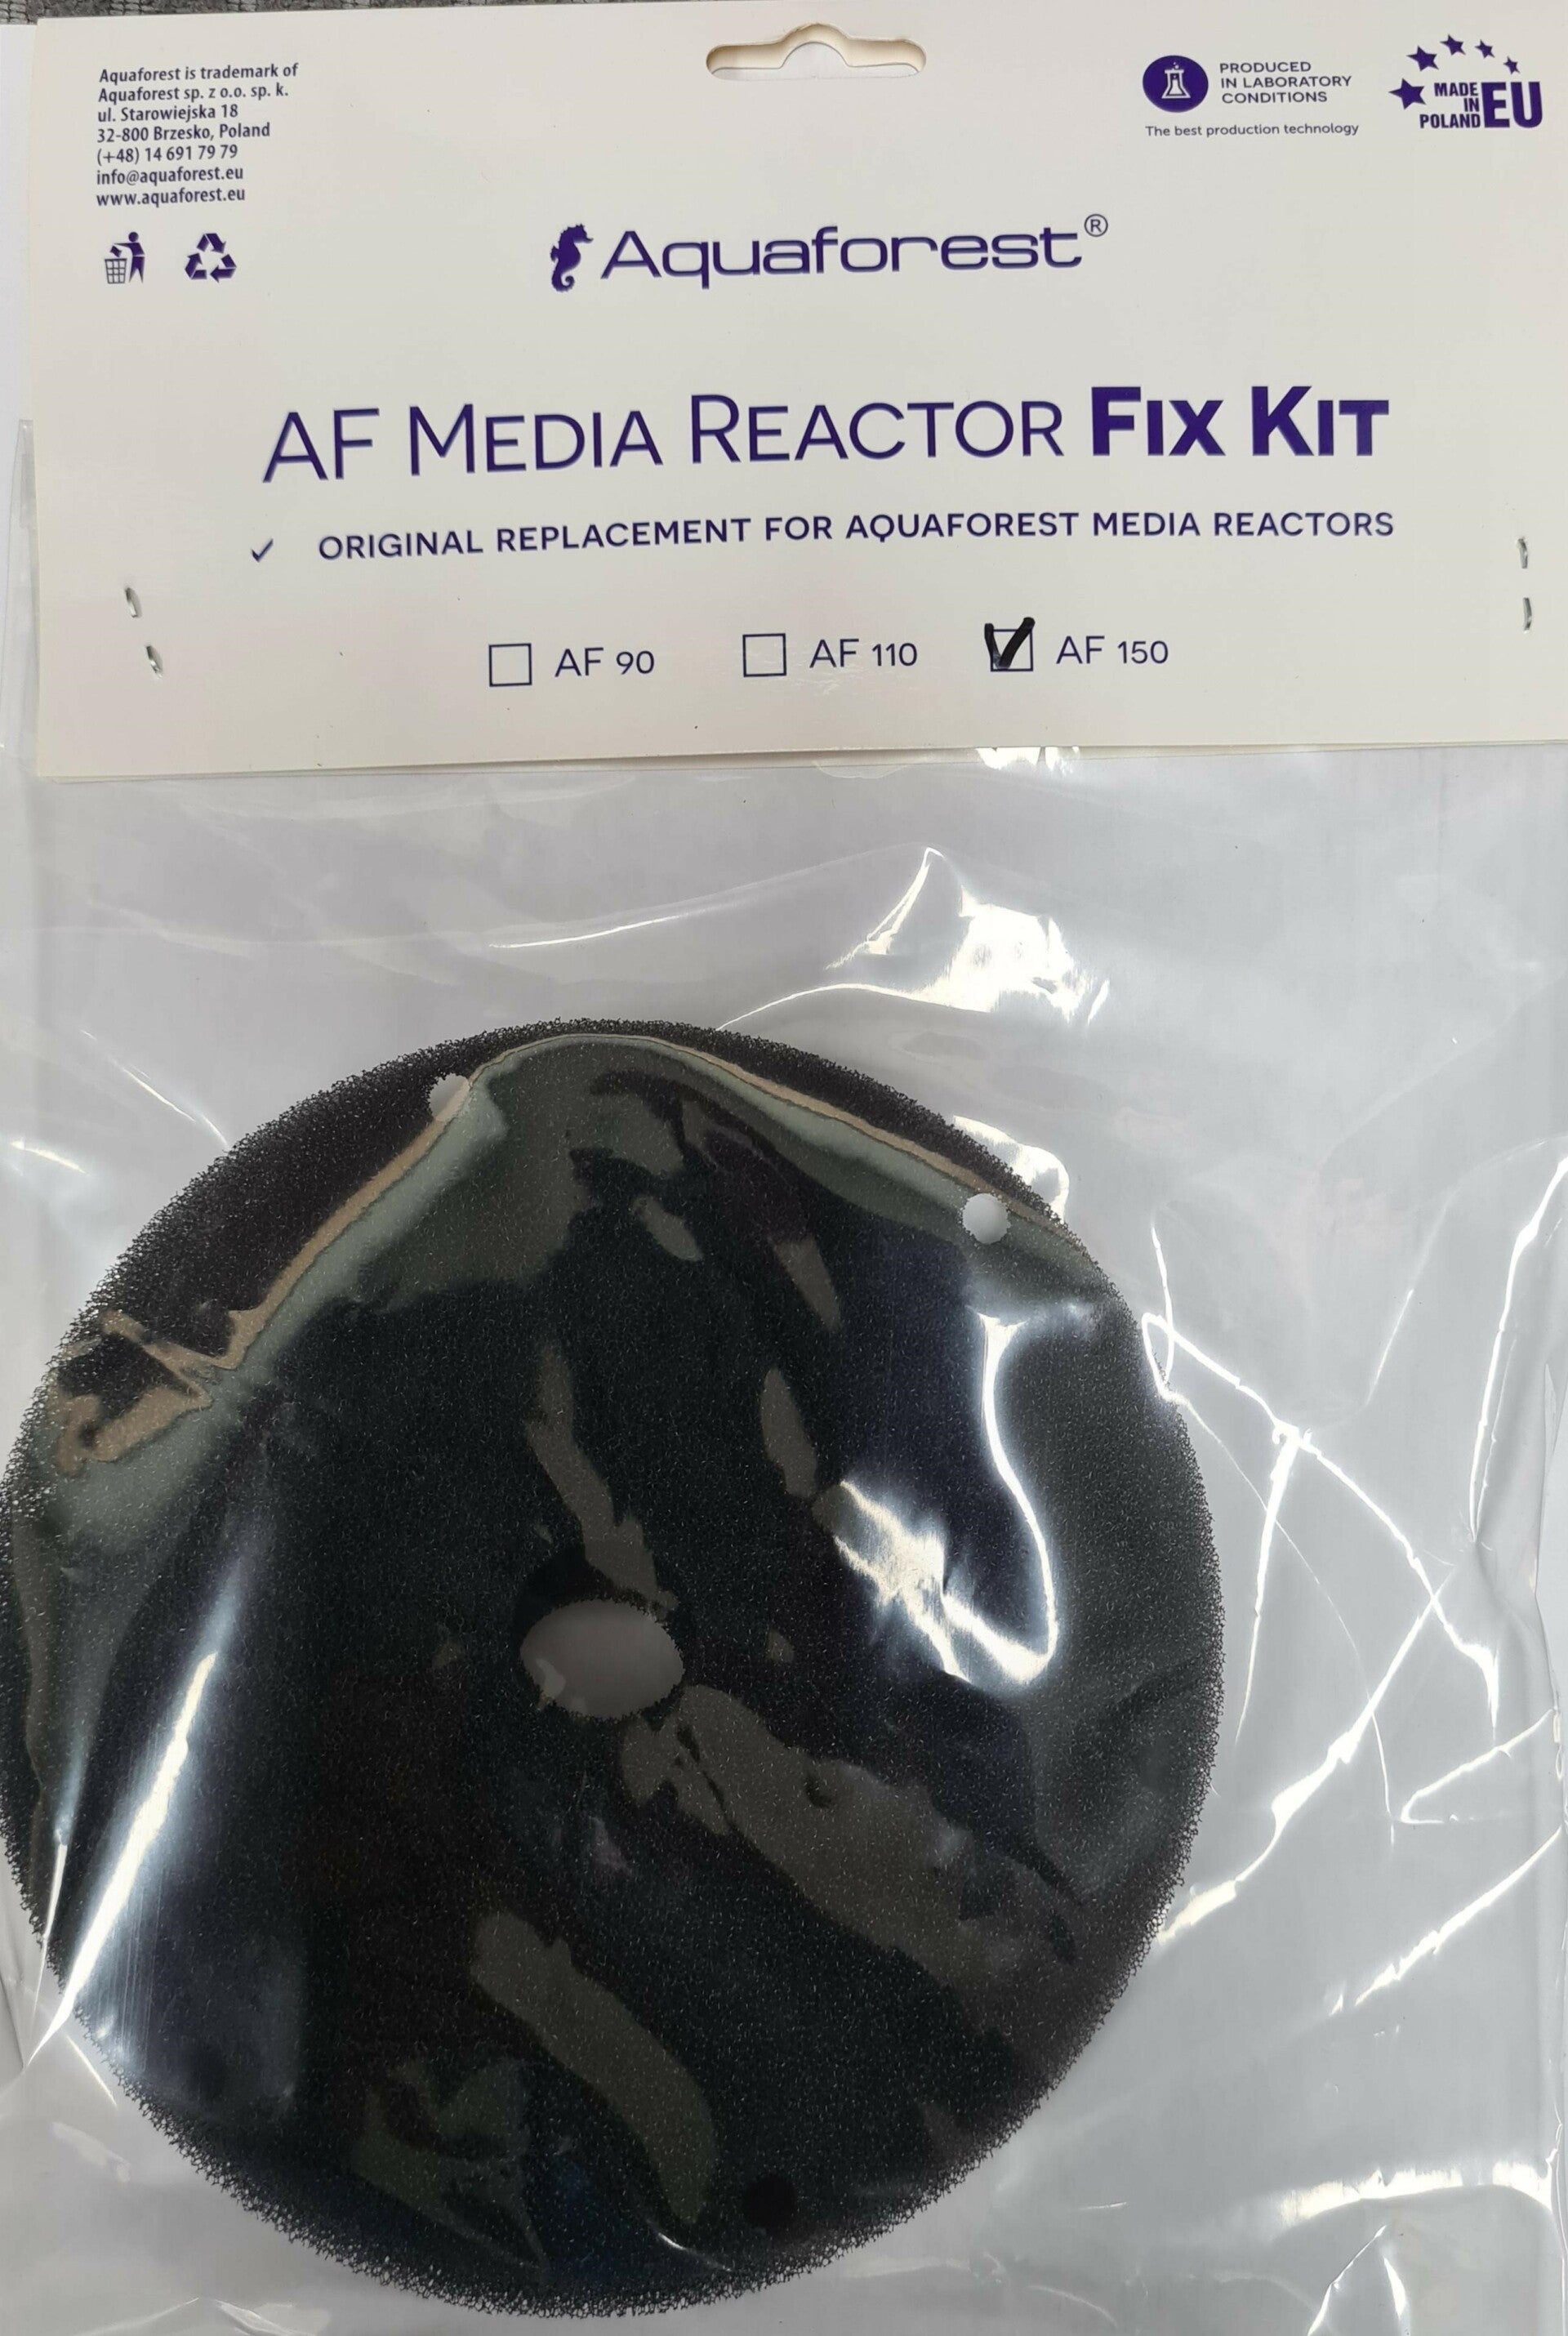 Aquaforest is trademark of
Aquaforest sp. z o.o. sp. k.
ul. Starowiejska 18
32-800 Brzesko, Poland
(+48) 14 691 79 79
info@aquaforest.eu
www.aquaforest.eu
PRODUCED
IN LABORATORY
CONDITIONS
The best production technology
MADE
IN
POLAND
EU
Aquaforest®
AF MEDIA REACTOR FIX KIT
✓ ORIGINAL REPLACEMENT FOR AQUAFOREST MEDIA REACTORS
AF 90 AF 110 AF 150